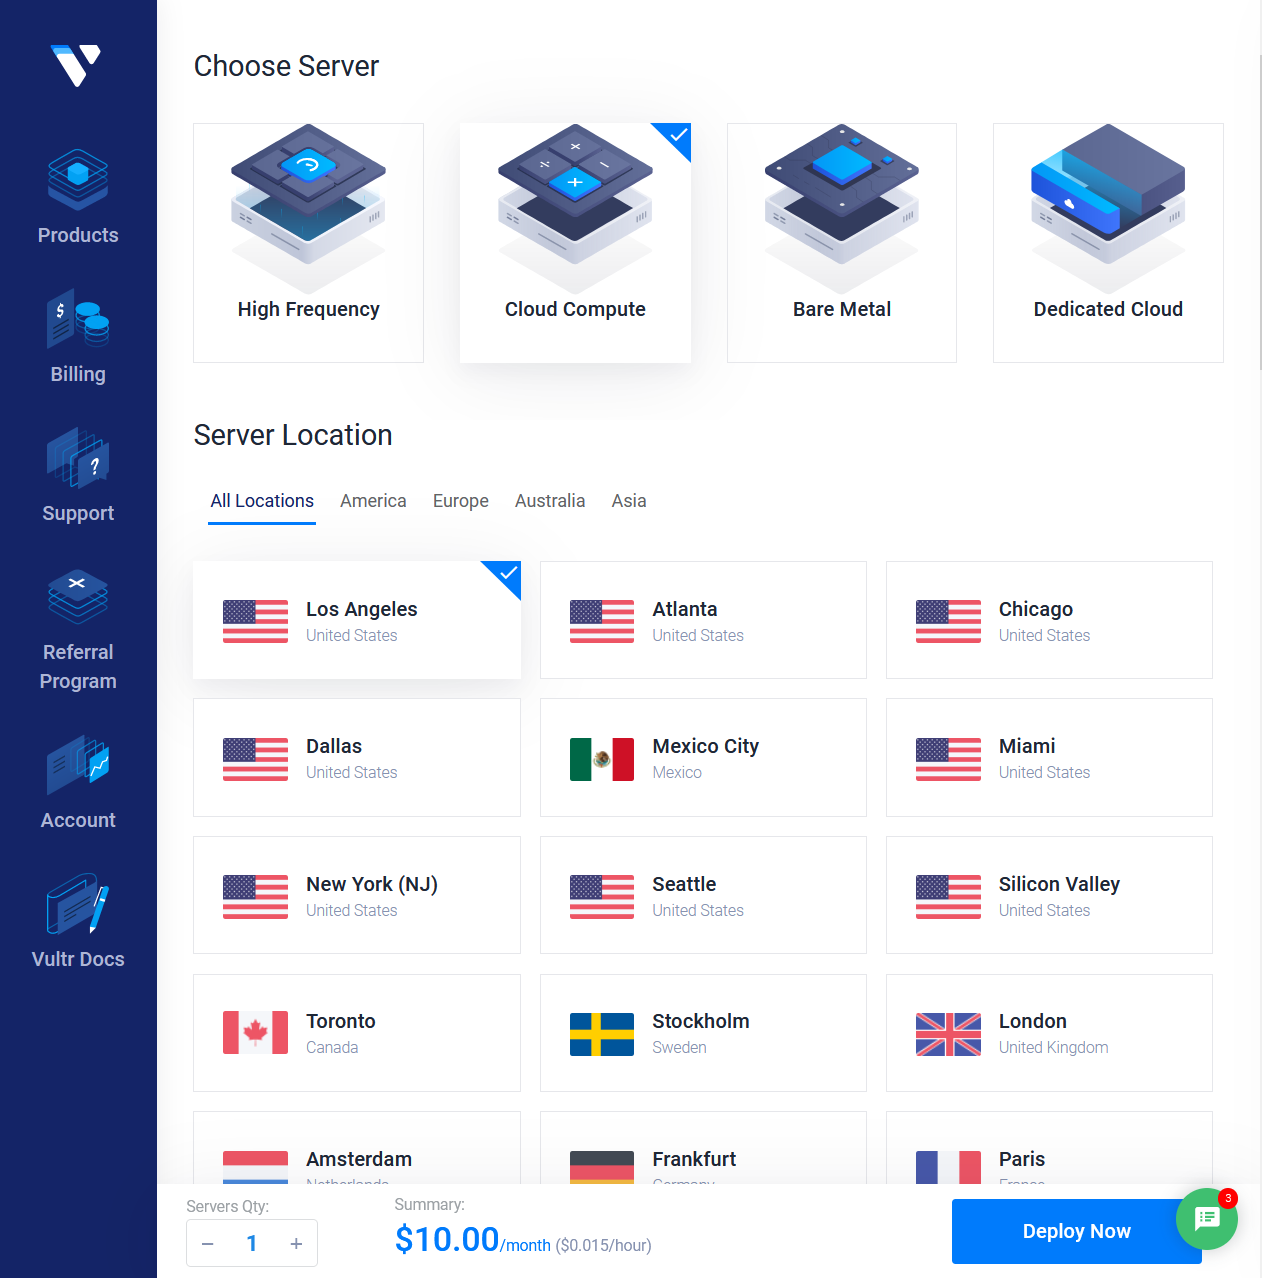 Choose Server
High Frequency
Cloud Compute
Bare Metal
Dedicated Cloud
Products
Billing
Support
Referral
Program
Account
Vultr Docs
Server Location
All Locations America Europe Australia Asia
Los Angeles
United States
Atlanta
United States
Chicago
United States
Dallas
United States
Mexico City
Mexico
Miami
United States
New York (NJ)
United States
Seattle
United States
Silicon Valley
United States
Toronto
Canada
Stockholm
Sweden
London
United Kingdom
Amsterdam
Netherlands
Frankfurt
Germany
Paris
France
Servers Qty:
− 1 +
Summary:
$10.00/month ($0.015/hour)
Deploy Now
3